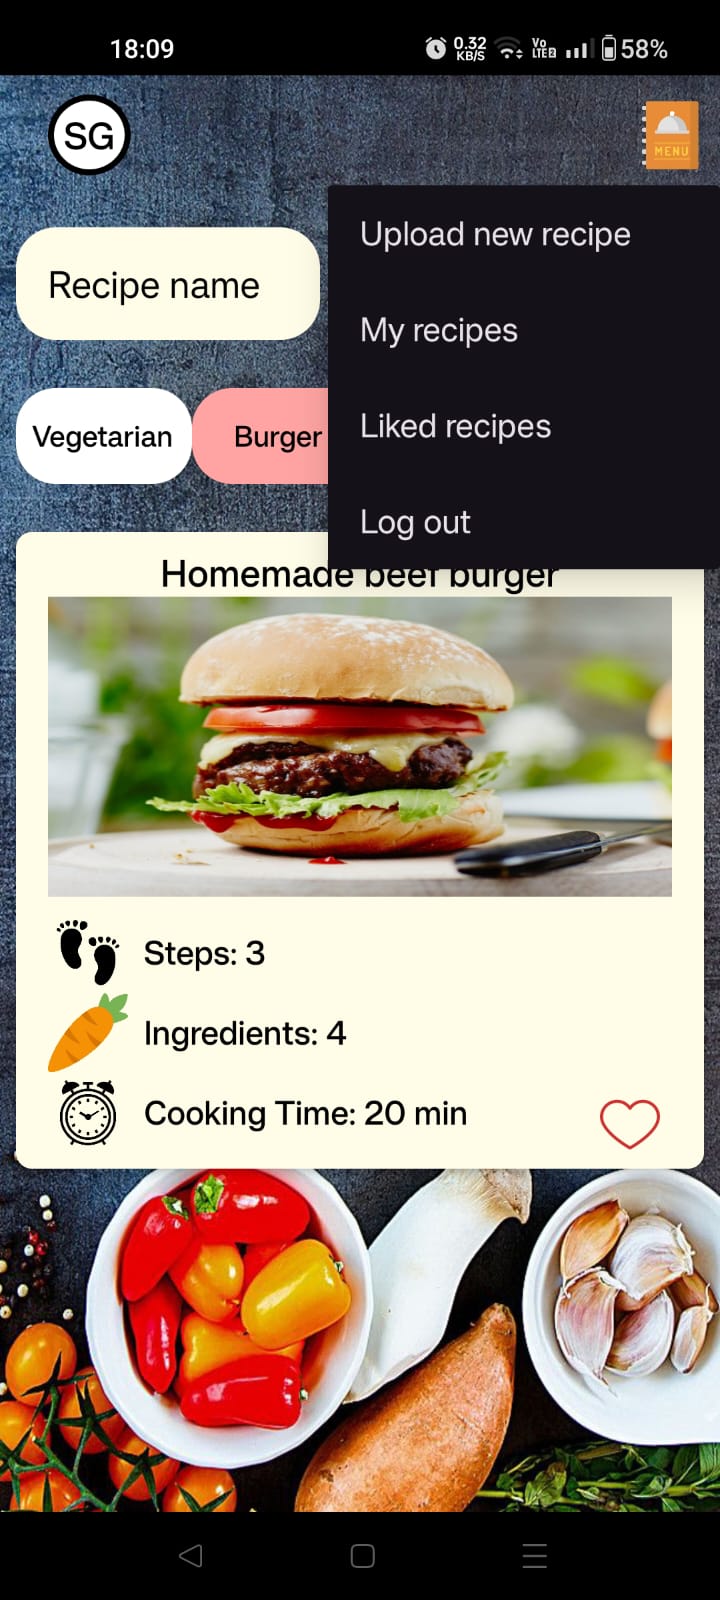 18:09 0.32 KB/S Vo LTE2 58%
SG
MENU
Upload new recipe
Recipe name
My recipes
Vegetarian
Burger
Liked recipes
Log out
Homemade beef burger
Steps: 3
Ingredients: 4
Cooking Time: 20 min